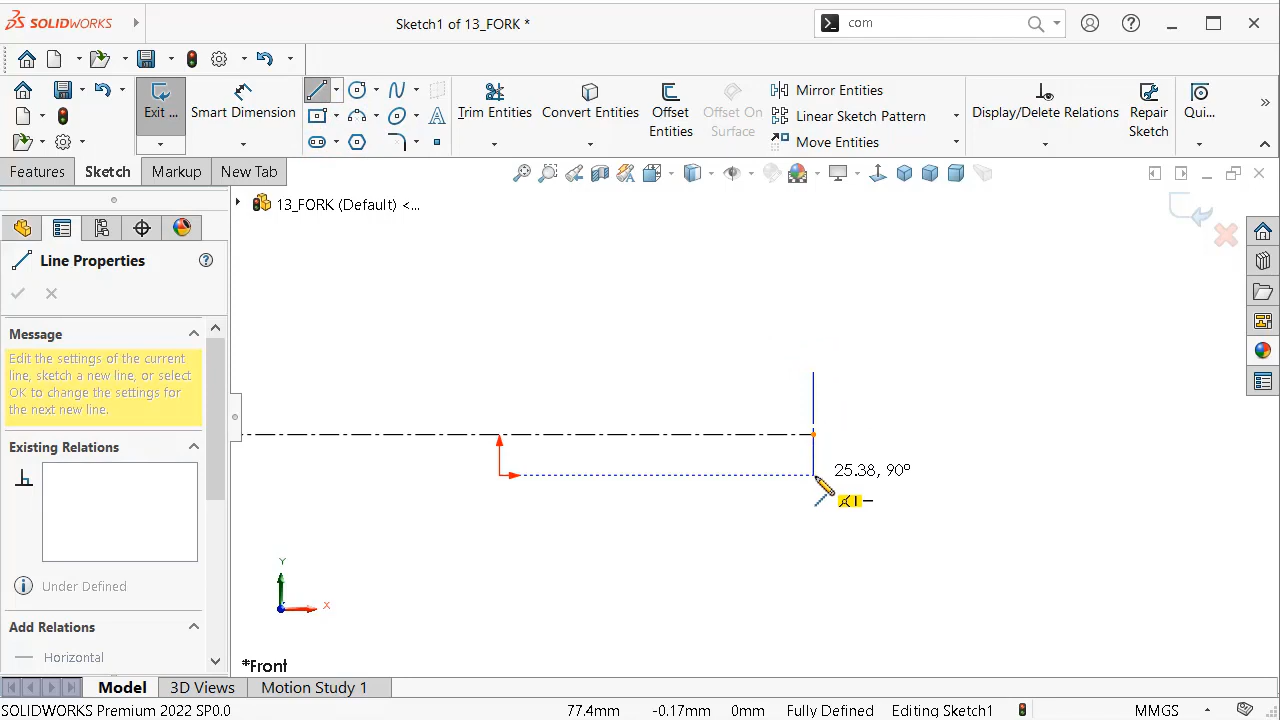 SOLIDWORKS
Sketch1 of 13_FORK *
com
Exit ...
Smart Dimension
Trim Entities
Convert Entities
Offset Entities
Offset On Surface
Mirror Entities
Linear Sketch Pattern
Move Entities
Display/Delete Relations
Repair Sketch
Qui...
Features
Sketch
Markup
New Tab
13_FORK (Default) <...
Line Properties
Message
Edit the settings of the current
line, sketch a new line, or select
OK to change the settings for
the next new line.
Existing Relations
Under Defined
Add Relations
Horizontal
25.38, 90º
Y
X
*Front
Model
3D Views
Motion Study 1
SOLIDWORKS Premium 2022 SP0.0
77.4mm
-0.17mm
0mm
Fully Defined
Editing Sketch1
MMGS